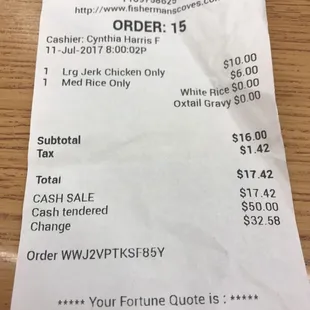 http://www.fishermanscoves.com
ORDER: 15
Cashier: Cynthia Harris F
11-Jul-2017 8:00:02P
1 Lrg Jerk Chicken Only $10.00
1 Med Rice Only $6.00
White Rice $0.00
Oxtail Gravy $0.00
Subtotal $16.00
Tax $1.42
Total $17.42
CASH SALE $17.42
Cash tendered $50.00
Change $32.58
Order WWJ2VPTKSF85Y
***** Your Fortune Quote is : *****